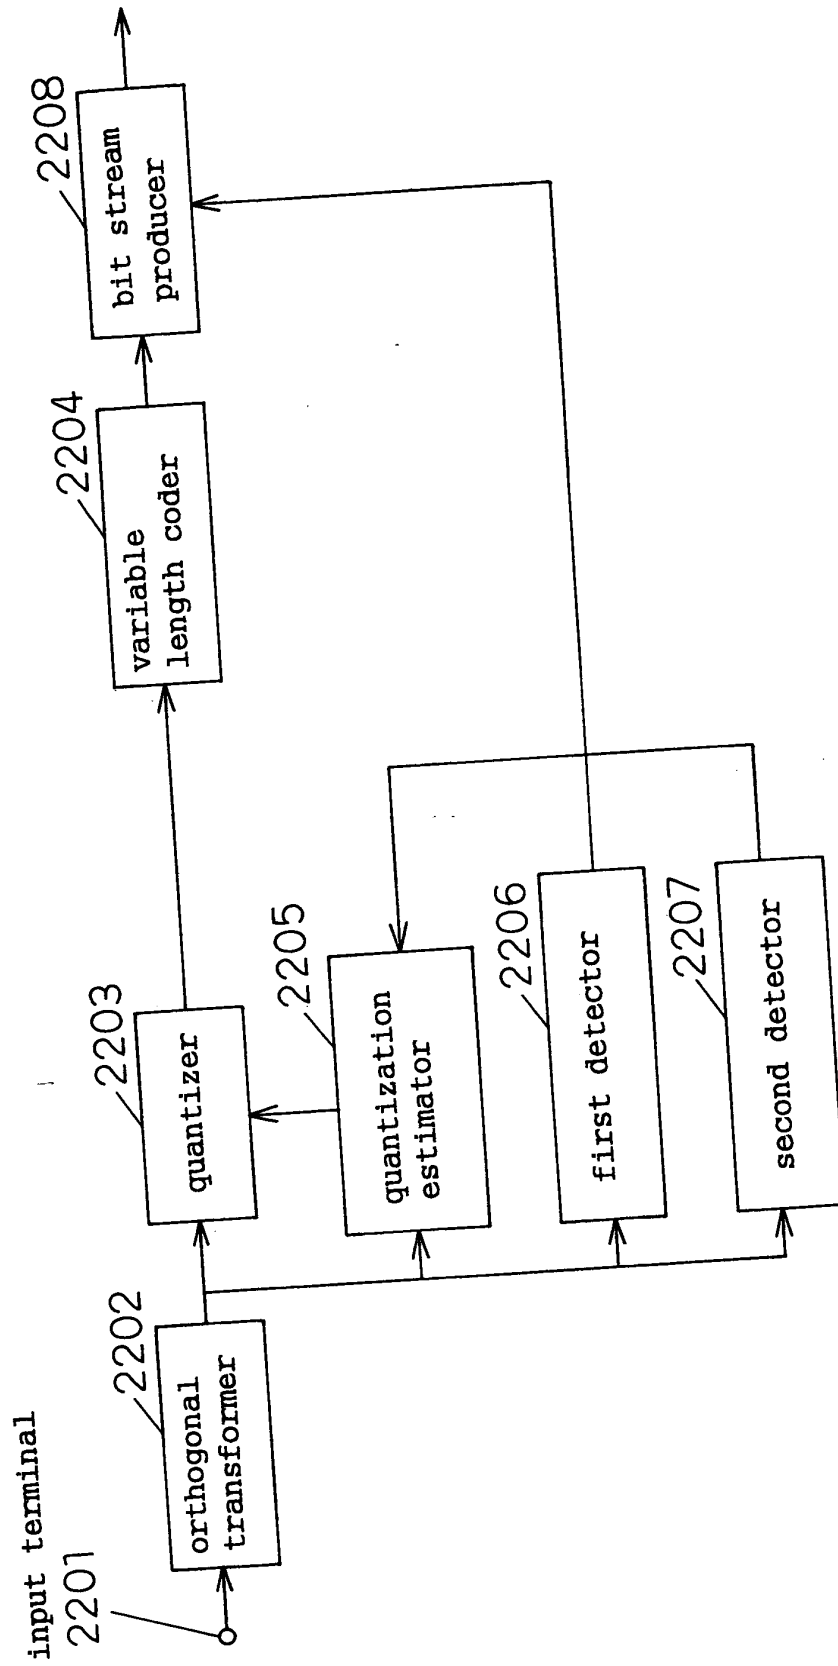 input terminal
2201
2202
orthogonal
transformer
2203
quantizer
2204
variable
length coder
2208
bit stream
producer
2205
quantization
estimator
2206
first detector
2207
second detector